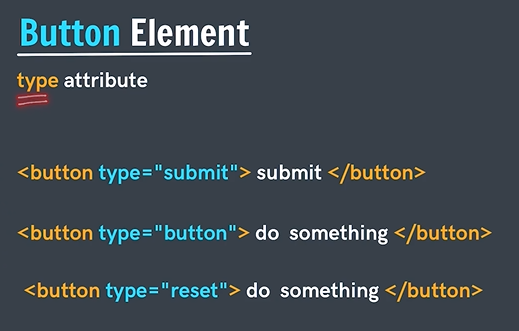 Button Element
type attribute
<button type="submit"> submit </button>
<button type="button"> do something </button>
<button type="reset"> do something </button>